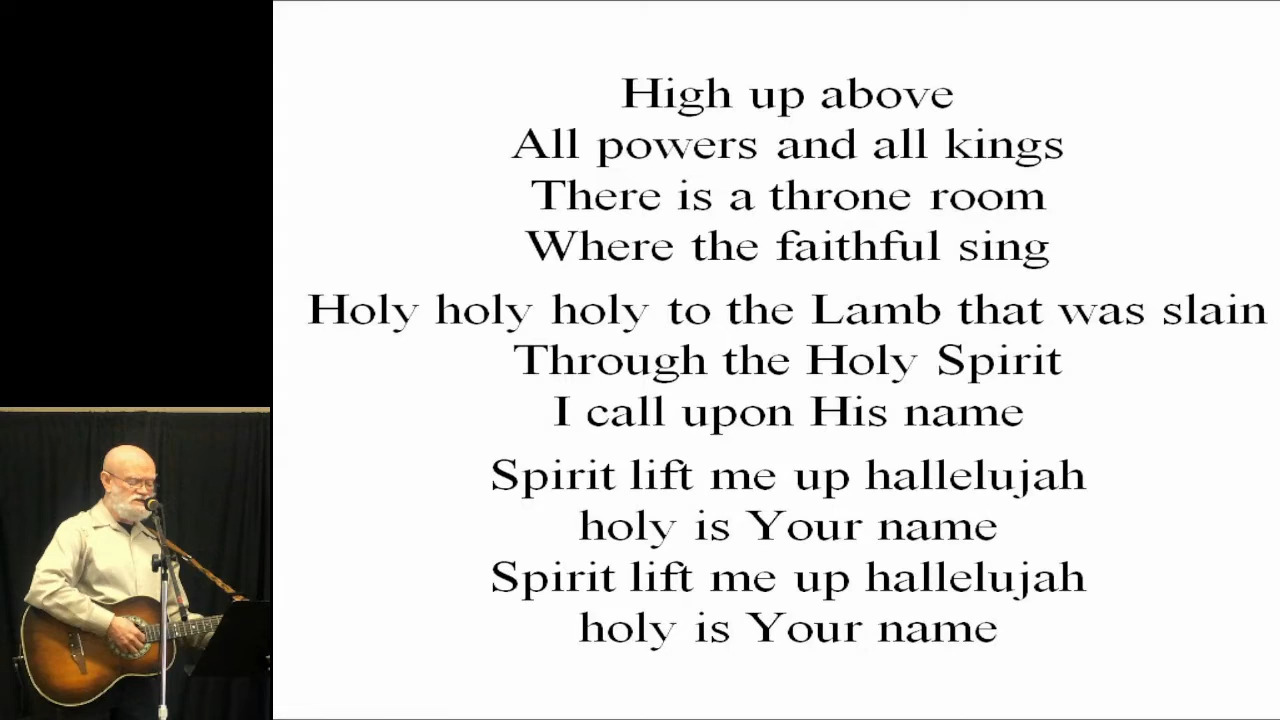 High up above
All powers and all kings
There is a throne room
Where the faithful sing
Holy holy holy to the Lamb that was slain
Through the Holy Spirit
I call upon His name
Spirit lift me up hallelujah
holy is Your name
Spirit lift me up hallelujah
holy is Your name